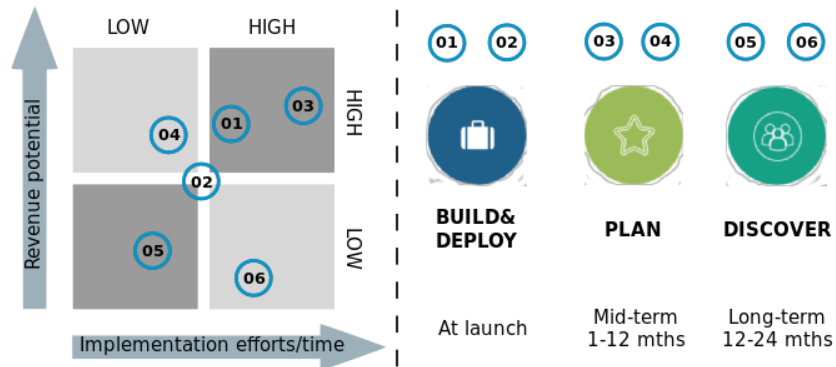 LOW
HIGH
Revenue potential
04
01
03
02
05
06
HIGH
LOW
Implementation efforts/time
01
02
03
04
05
06
BUILD&
DEPLOY
PLAN
DISCOVER
At launch
Mid-term
1-12 mths
Long-term
12-24 mths